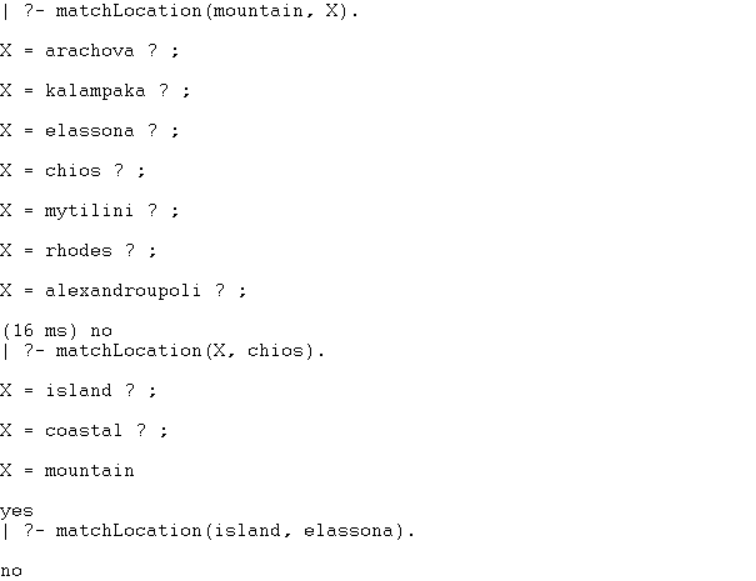 | ?- matchLocation(mountain, X).
X = arachova ? ;
X = kalampaka ? ;
X = elassona ? ;
X = chios ? ;
X = mytilini ? ;
X = rhodes ? ;
X = alexandroupoli ? ;
(16 ms) no
| ?- matchLocation(X, chios).
X = island ? ;
X = coastal ? ;
X = mountain
yes
| ?- matchLocation(island, elassona).
no